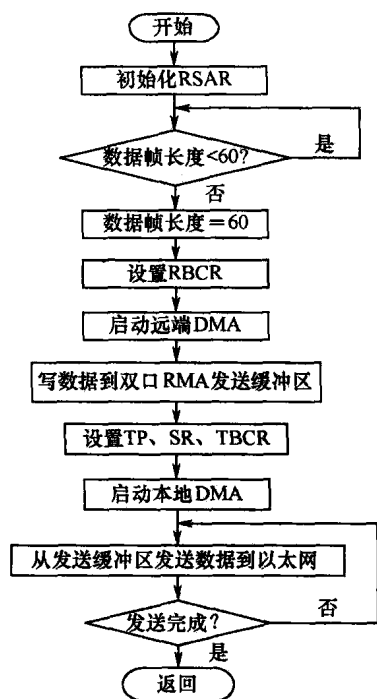 开始
初始化RSAR
数据帧长度<60?
是
否
数据帧长度=60
设置RBCR
启动远端DMA
写数据到双口RMA发送缓冲区
设置TP、SR、TBCR
启动本地DMA
从发送缓冲区发送数据到以太网
发送完成?
否
是
返回